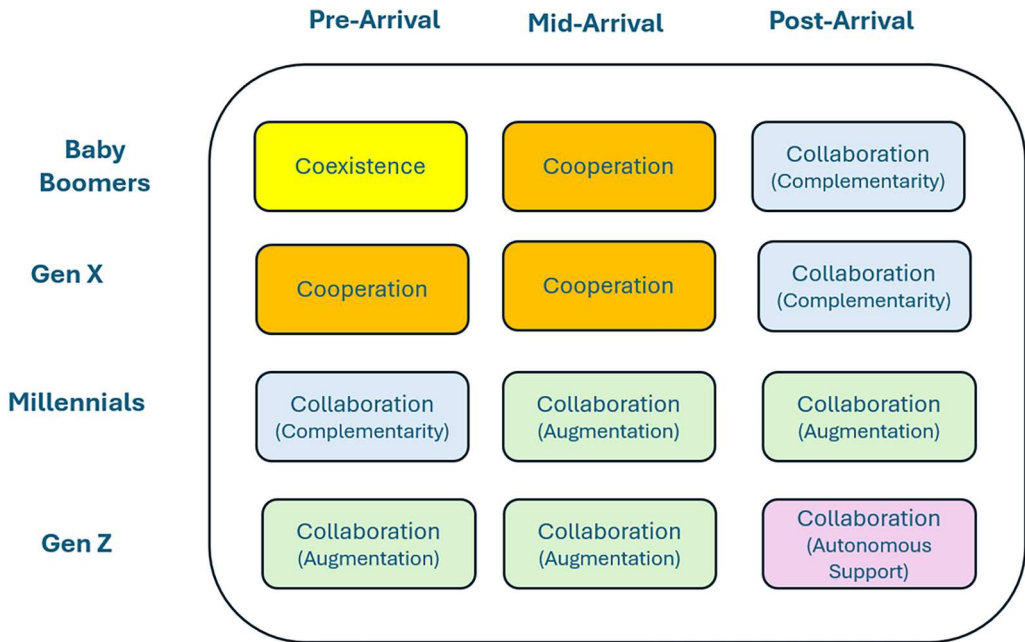 Pre-Arrival
Mid-Arrival
Post-Arrival
Baby
Boomers
Coexistence
Cooperation
Collaboration
(Complementarity)
Gen X
Cooperation
Cooperation
Collaboration
(Complementarity)
Millennials
Collaboration
(Complementarity)
Collaboration
(Augmentation)
Collaboration
(Augmentation)
Gen Z
Collaboration
(Augmentation)
Collaboration
(Augmentation)
Collaboration
(Autonomous
Support)